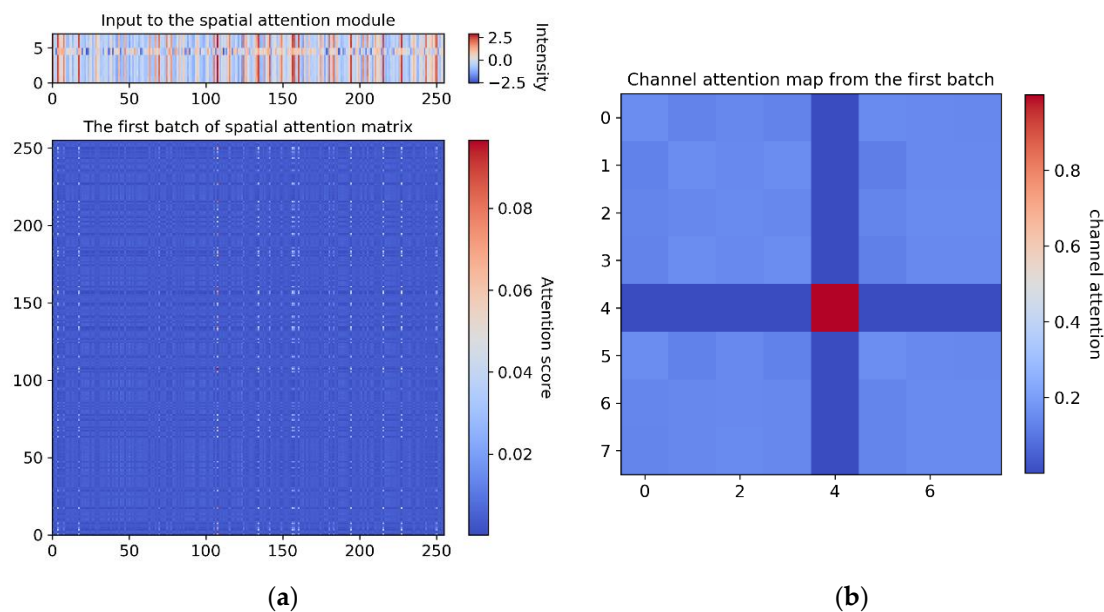 Input to the spatial attention module
5
0
0 50 100 150 200 250
2.5
0.0
−2.5
Intensity
The first batch of spatial attention matrix
250
200
150
100
50
0
0 50 100 150 200 250
0.08
0.06
0.04
0.02
Attention score
(a)
Channel attention map from the first batch
0
1
2
3
4
5
6
7
0 2 4 6
0.8
0.6
0.4
0.2
channel attention
(b)